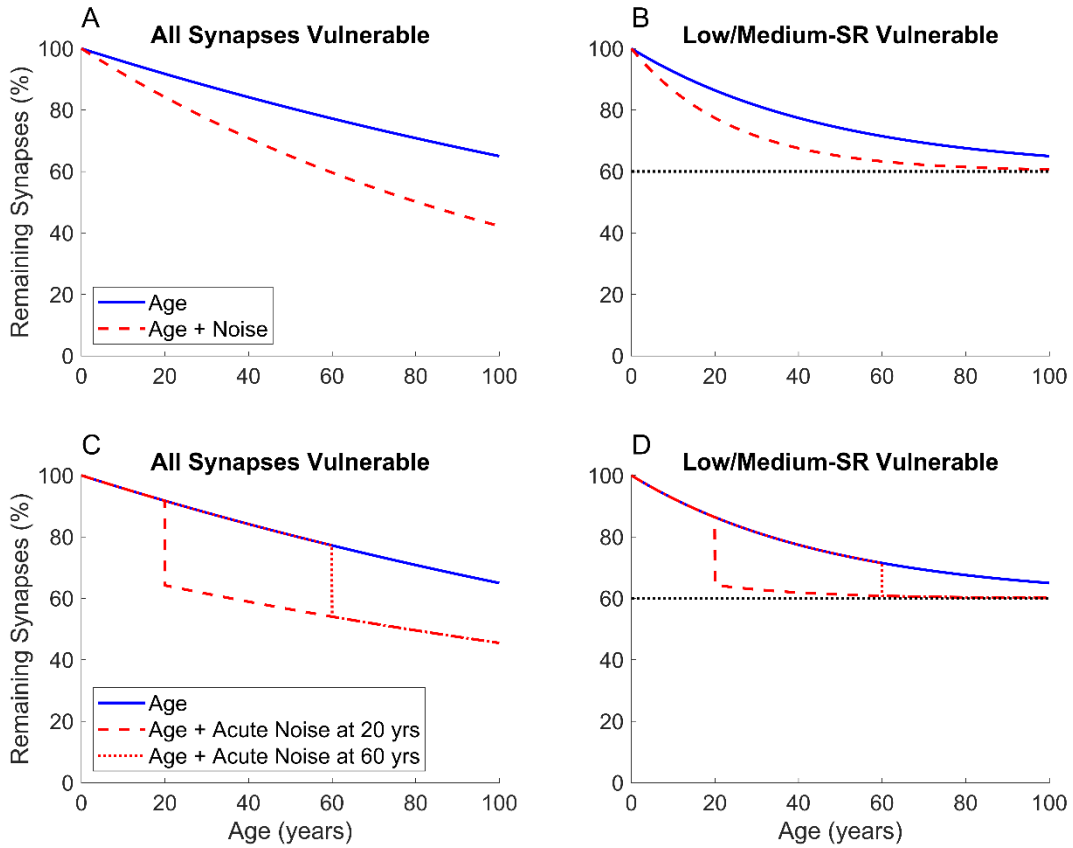 A
All Synapses Vulnerable
Remaining Synapses (%)
100
80
60
40
20
0
0 20 40 60 80 100
Age
Age + Noise
B
Low/Medium-SR Vulnerable
100
80
60
40
20
0
0 20 40 60 80 100
C
All Synapses Vulnerable
Remaining Synapses (%)
100
80
60
40
20
0
0 20 40 60 80 100
Age (years)
Age
Age + Acute Noise at 20 yrs
Age + Acute Noise at 60 yrs
D
Low/Medium-SR Vulnerable
100
80
60
40
20
0
0 20 40 60 80 100
Age (years)